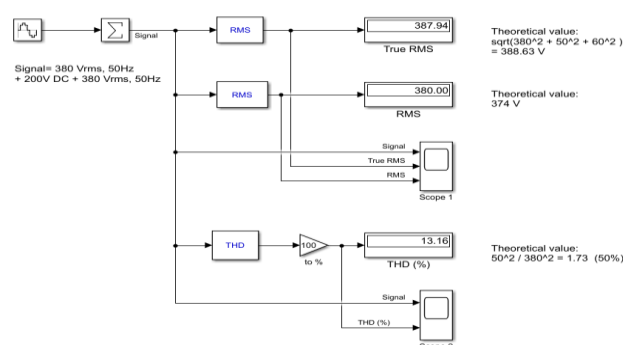 Signal
Signal= 380 Vrms, 50Hz
+ 200V DC + 380 Vrms, 50Hz
RMS
387.94
True RMS
Theoretical value:
sqrt(380^2 + 50^2 + 60^2 )
= 388.63 V
RMS
380.00
RMS
Theoretical value:
374 V
Signal
True RMS
RMS
Scope 1
THD
100
to %
13.16
THD (%)
Theoretical value:
50^2 / 380^2 = 1.73 (50%)
Signal
THD (%)